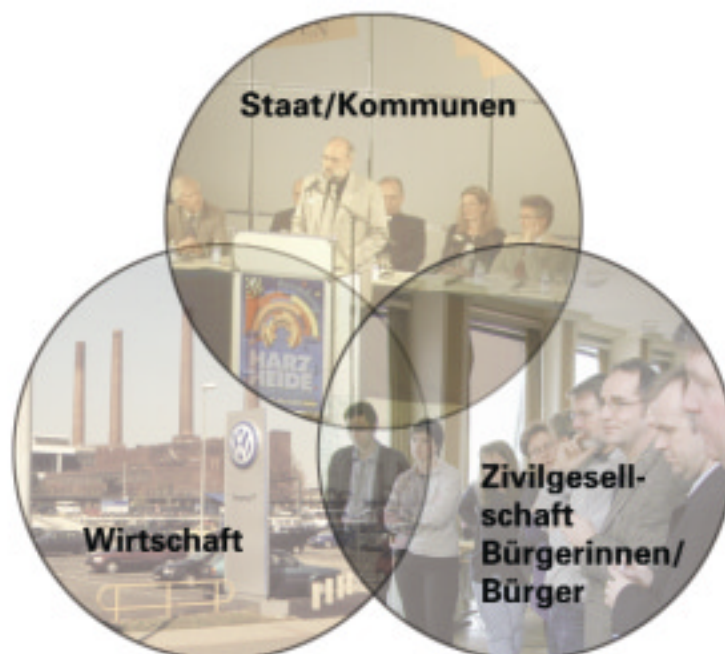 Staat/Kommunen
HARZ
HEIDE
Wirtschaft
Zivilgesell-
schaft
Bürgerinnen/
Bürger